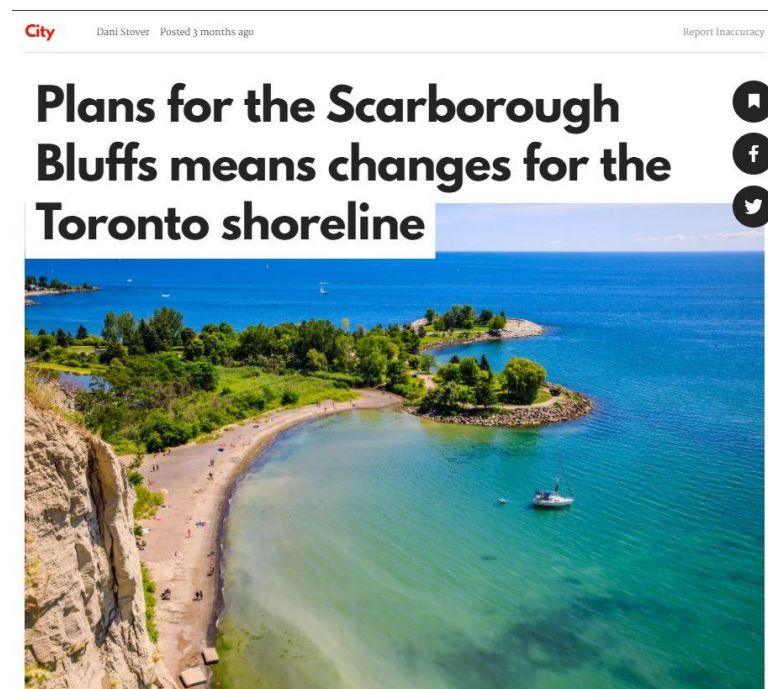 City Dani Stover Posted 3 months ago Report Inaccuracy
Plans for the Scarborough
Bluffs means changes for the
Toronto shoreline